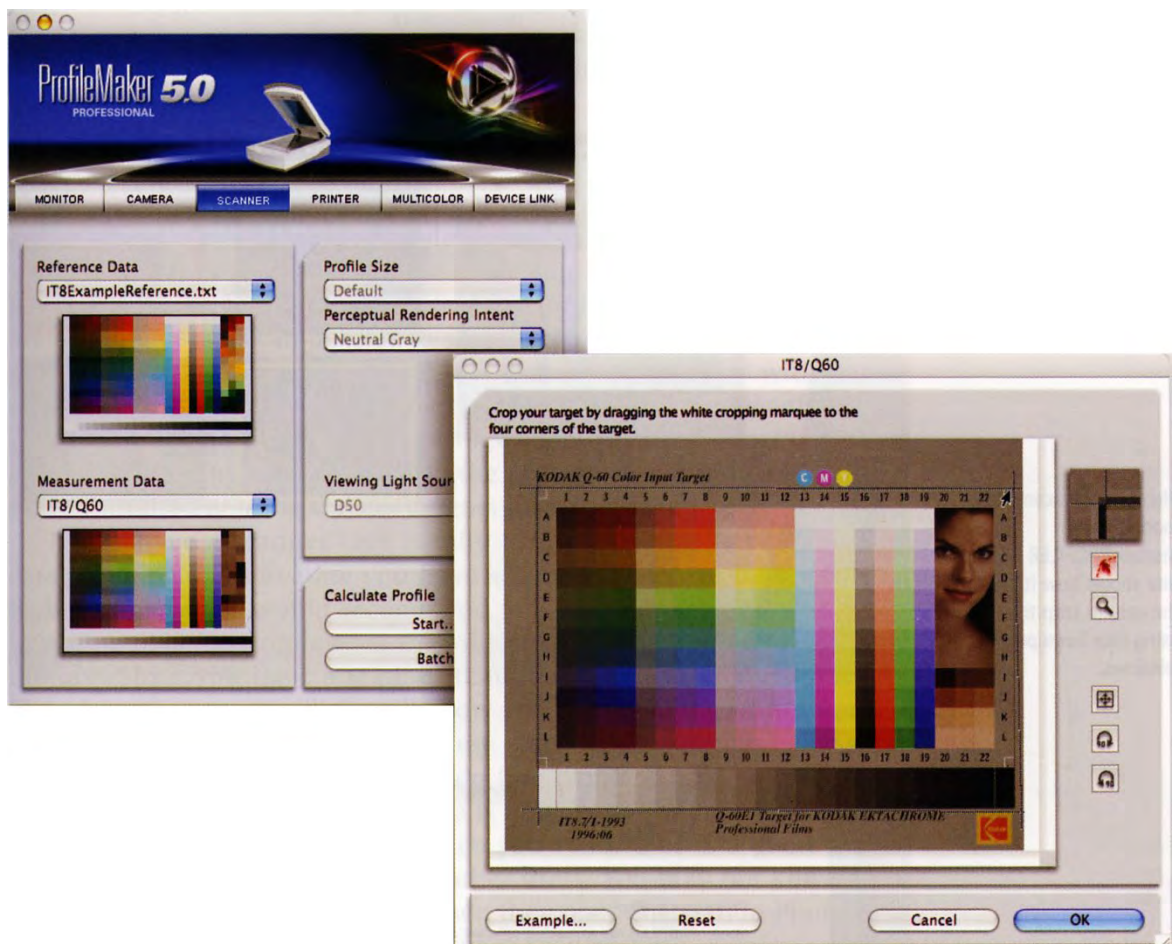 ProfileMaker 5.0
PROFESSIONAL
MONITOR CAMERA SCANNER PRINTER MULTICOLOR DEVICE LINK
Reference Data
IT8ExampleReference.txt
Profile Size
Default
Perceptual Rendering Intent
Neutral Gray
Measurement Data
IT8/Q60
Viewing Light Sour
D50
Calculate Profile
Start..
Batch
IT8/Q60
Crop your target by dragging the white cropping marquee to the
four corners of the target.
KODAK Q-60 Color Input Target
C M Y
1 2 3 4 5 6 7 8 9 10 11 12 13 14 15 16 17 18 19 20 21 22
A A
B B
C C
D D
E E
F F
G G
H H
I I
J J
K K
L L
1 2 3 4 5 6 7 8 9 10 11 12 13 14 15 16 17 18 19 20 21 22
IT8.7/1-1993
1996:06
Q-60E1 Target for KODAK EKTACHROME
Professional Films
Example... Reset Cancel OK